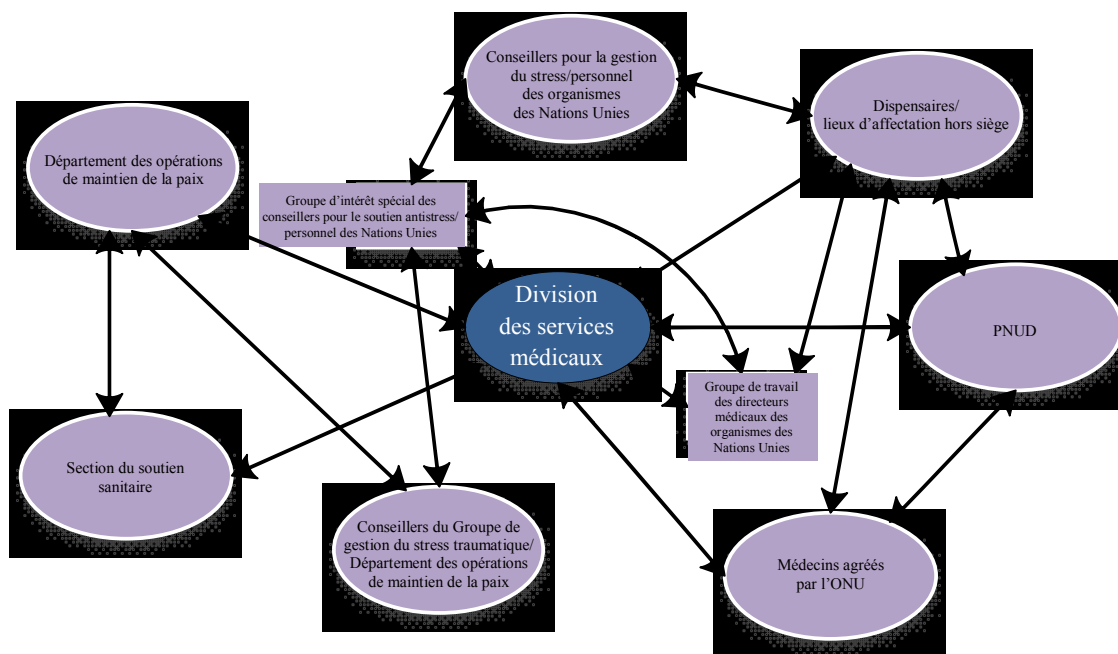 Conseillers pour la gestion
du stress/personnel
des organismes
des Nations Unies
Dispensaires/
lieux d'affectation hors siège
Département des opérations
de maintien de la paix
Groupe d'intérêt spécial des
conseillers pour le soutien antistress/
personnel des Nations Unies
Division
des services
médicaux
PNUD
Groupe de travail
des directeurs
médicaux des
organismes des
Nations Unies
Section du soutien
sanitaire
Conseillers du Groupe de
gestion du stress traumatique/
Département des opérations
de maintien de la paix
Médecins agréés
par l'ONU